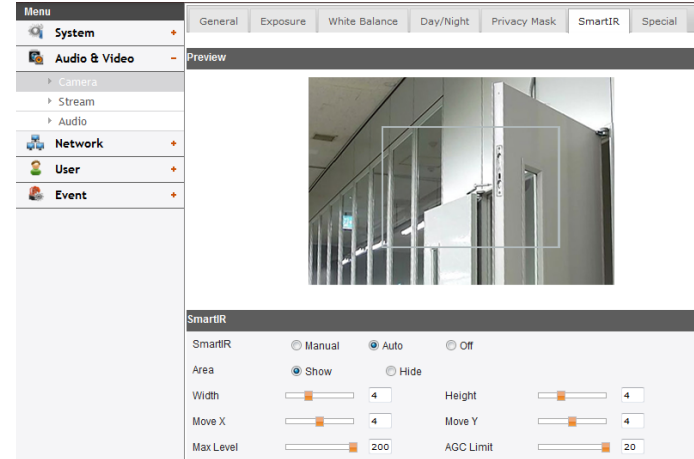 Menu
General Exposure White Balance Day/Night Privacy Mask SmartIR Special
System +
Audio & Video -
Preview
Camera
Stream
Audio
Network +
User +
Event +
SmartIR
SmartIR Manual Auto Off
Area Show Hide
Width 4 Height 4
Move X 4 Move Y 4
Max Level 200 AGC Limit 20